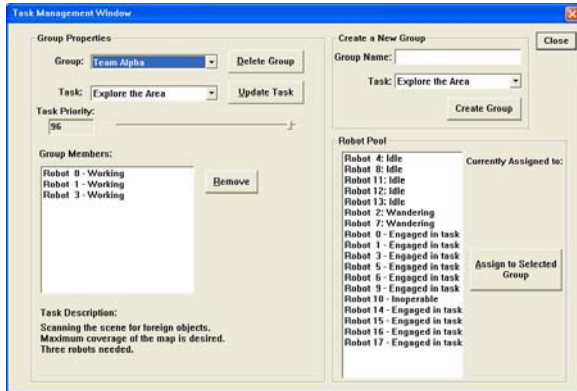 Task Management Window
Group Properties
Group: Team Alpha
Delete Group
Task: Explore the Area
Update Task
Task Priority:
96
Group Members:
Robot 0 - Working
Robot 1 - Working
Robot 3 - Working
Remove
Task Description:
Scanning the scene for foreign objects.
Maximum coverage of the map is desired.
Three robots needed.
Create a New Group
Close
Group Name:
Task: Explore the Area
Create Group
Robot Pool
Robot 4: Idle
Robot 8: Idle
Robot 11: Idle
Robot 12: Idle
Robot 13: Idle
Robot 2: Wandering
Robot 7: Wandering
Robot 0 - Engaged in task
Robot 1 - Engaged in task
Robot 3 - Engaged in task
Robot 5 - Engaged in task
Robot 6 - Engaged in task
Robot 9 - Engaged in task
Robot 10 - Inoperable
Robot 14 - Engaged in task
Robot 15 - Engaged in task
Robot 16 - Engaged in task
Robot 17 - Engaged in task
Currently Assigned to:
Assign to Selected
Group